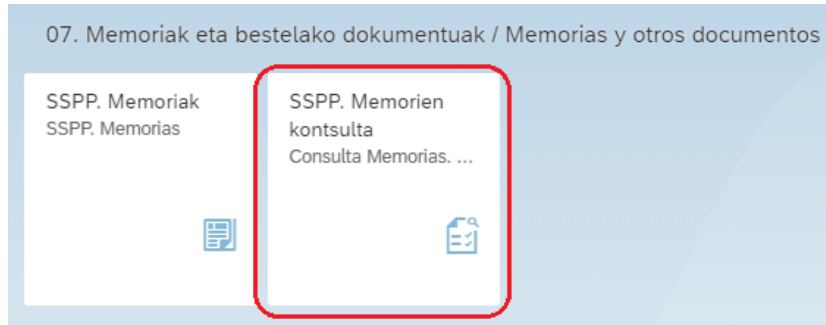 07. Memoriak eta bestelako dokumentuak / Memorias y otros documentos
SSPP. Memoriak
SSPP. Memorias
SSPP. Memorien
kontsulta
Consulta Memorias. ...